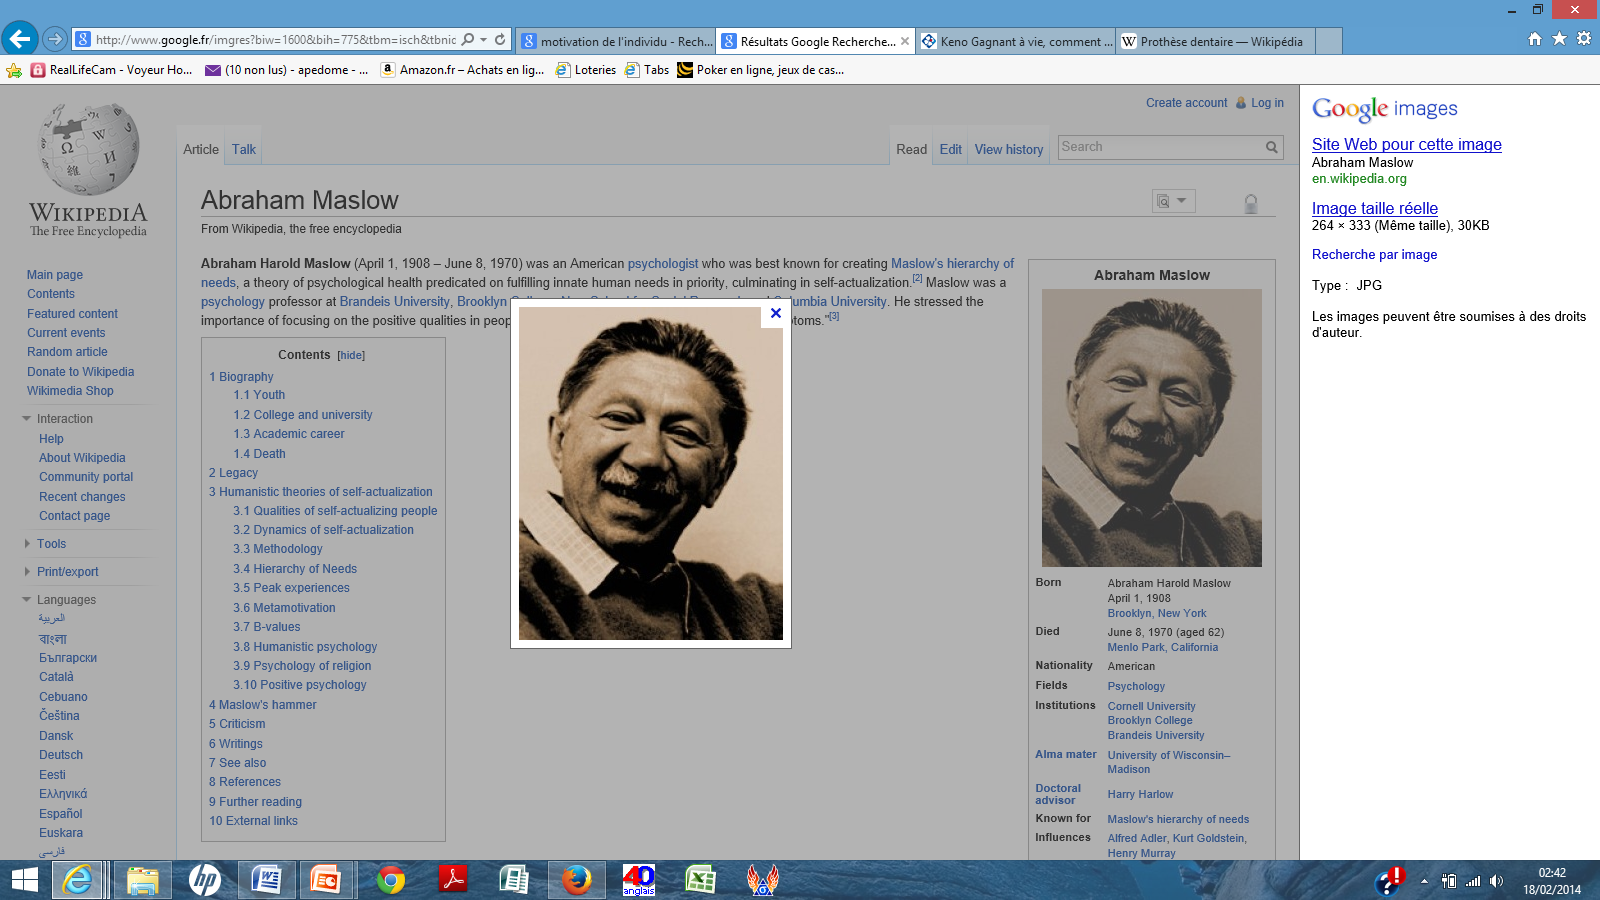 http://www.google.fr/imgres?biw=1600&bih=775&tbm=isch&tbnid
motivation de l'individu - Rech...
Résultats Google Recherche...
Keno Gagnant à vie, comment ...
Prothèse dentaire — Wikipédia
RealLifeCam - Voyeur Ho...
(10 non lus) - apedome - ...
Amazon.fr – Achats en lig...
Loteries
Tabs
Poker en ligne, jeux de cas...
Create account
Log in
Article
Talk
Read
Edit
View history
Search
WIKIPEDIA
The Free Encyclopedia
Main page
Contents
Featured content
Current events
Random article
Donate to Wikipedia
Wikimedia Shop
Interaction
Help
About Wikipedia
Community portal
Recent changes
Contact page
Tools
Print/export
Languages
العربية
বাংলা
Български
Català
Cebuano
Čeština
Dansk
Deutsch
Eesti
Ελληνικά
Español
Euskara
فارسی
Abraham Maslow
From Wikipedia, the free encyclopedia
Abraham Harold Maslow (April 1, 1908 – June 8, 1970) was an American psychologist who was best known for creating Maslow's hierarchy of
needs, a theory of psychological health predicated on fulfilling innate human needs in priority, culminating in self-actualization.[2] Maslow was a
psychology professor at Brandeis University, Brooklyn College, New School for Social Research and Columbia University. He stressed the
importance of focusing on the positive qualities in peop toms."[3]
Contents [hide]
1 Biography
1.1 Youth
1.2 College and university
1.3 Academic career
1.4 Death
2 Legacy
3 Humanistic theories of self-actualization
3.1 Qualities of self-actualizing people
3.2 Dynamics of self-actualization
3.3 Methodology
3.4 Hierarchy of Needs
3.5 Peak experiences
3.6 Metamotivation
3.7 B-values
3.8 Humanistic psychology
3.9 Psychology of religion
3.10 Positive psychology
4 Maslow's hammer
5 Criticism
6 Writings
7 See also
8 References
9 Further reading
10 External links
Abraham Maslow
Born Abraham Harold Maslow
April 1, 1908
Brooklyn, New York
Died June 8, 1970 (aged 62)
Menlo Park, California
Nationality American
Fields Psychology
Institutions Cornell University
Brooklyn College
Brandeis University
Alma mater University of Wisconsin–
Madison
Doctoral
advisor Harry Harlow
Known for Maslow's hierarchy of needs
Influences Alfred Adler, Kurt Goldstein,
Henry Murray
Google images
Site Web pour cette image
Abraham Maslow
en.wikipedia.org
Image taille réelle
264 × 333 (Même taille), 30KB
Recherche par image
Type : JPG
Les images peuvent être soumises à des droits
d'auteur.
hp
40
anglais
02:42
18/02/2014